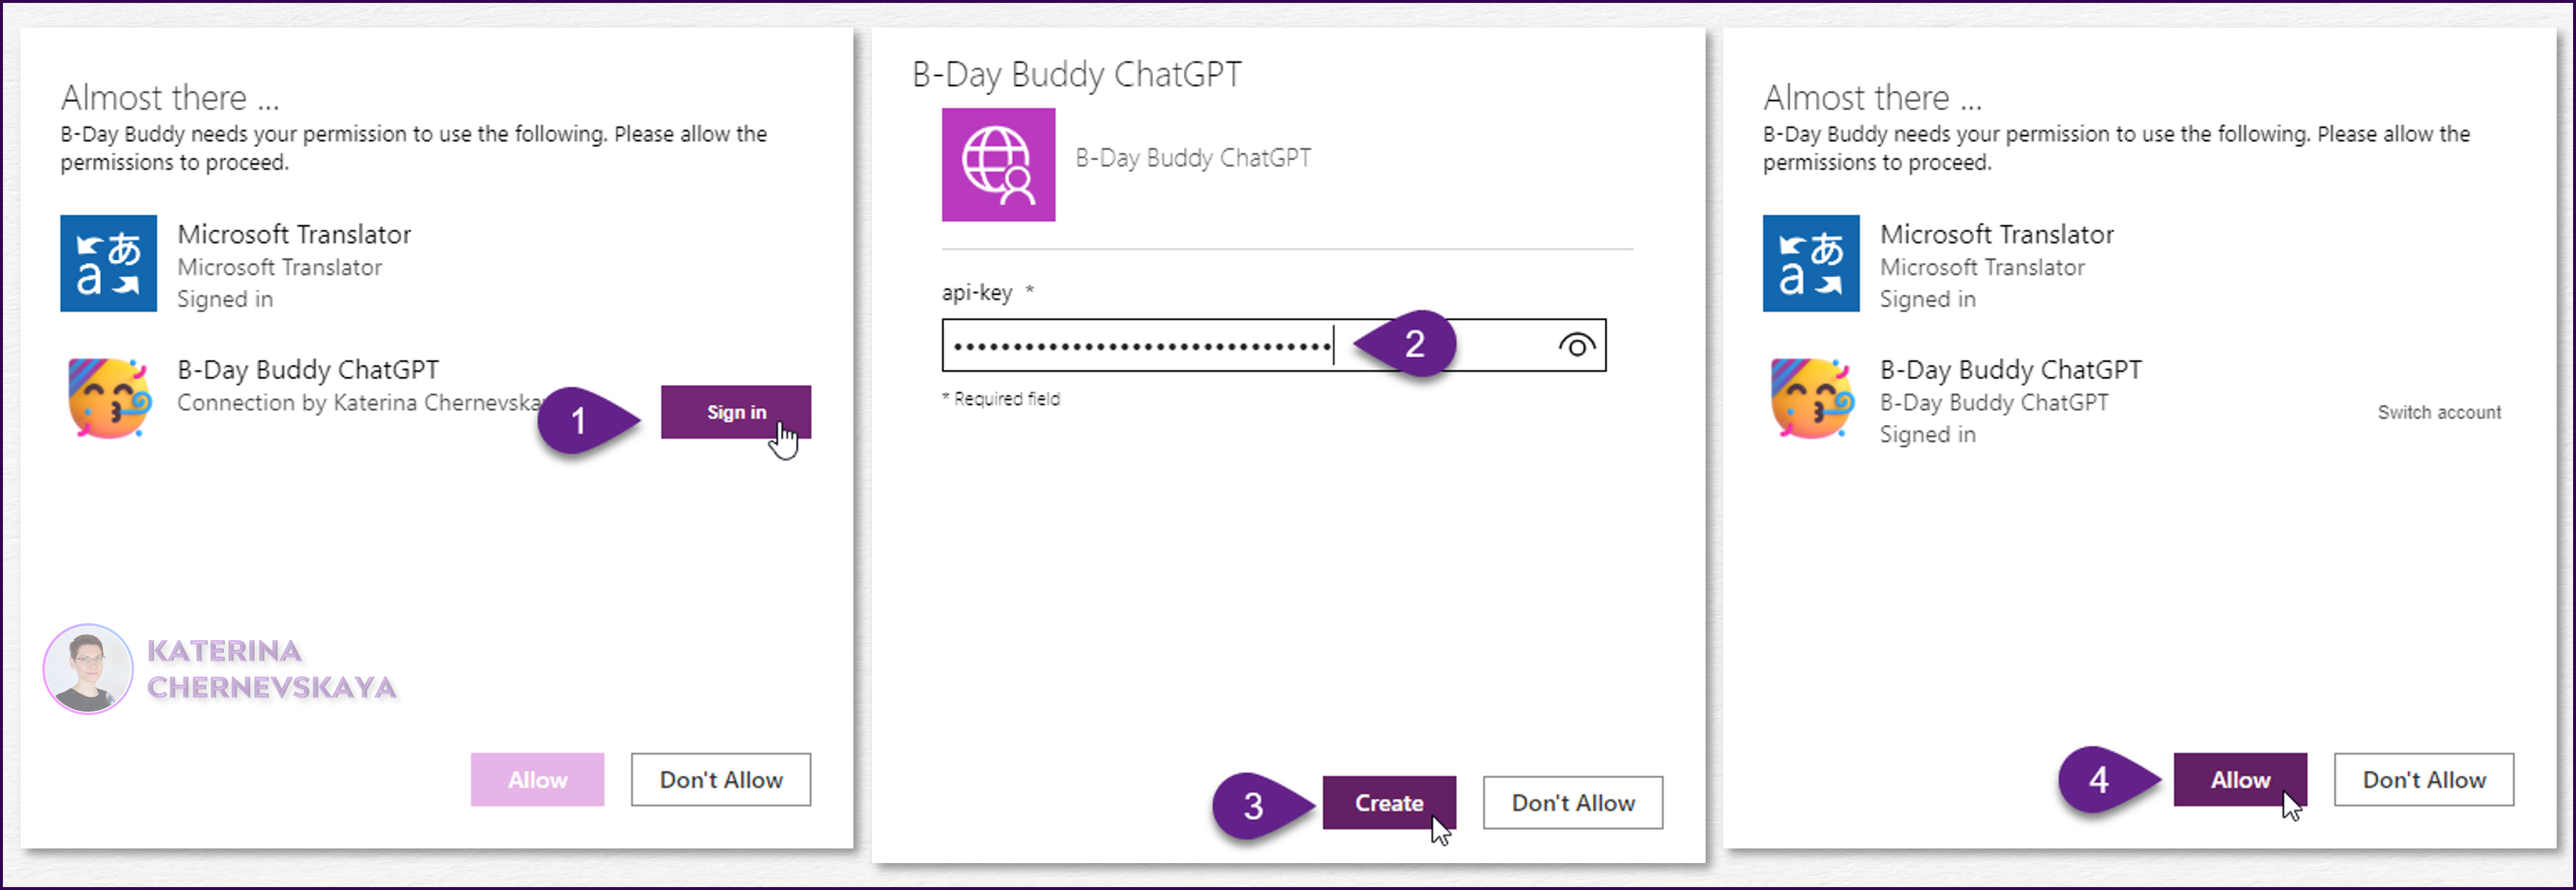 Almost there ...
B-Day Buddy needs your permission to use the following. Please allow the
permissions to proceed.
あ
a
Microsoft Translator
Microsoft Translator
Signed in
B-Day Buddy ChatGPT
Connection by Katerina Chernevska
1
Sign in
KATERINA
CHERNEVSKAYA
Allow
Don't Allow
B-Day Buddy ChatGPT
B-Day Buddy ChatGPT
api-key *
2
* Required field
3
Create
Don't Allow
Almost there ...
B-Day Buddy needs your permission to use the following. Please allow the
permissions to proceed.
あ
a
Microsoft Translator
Microsoft Translator
Signed in
B-Day Buddy ChatGPT
B-Day Buddy ChatGPT
Signed in
Switch account
4
Allow
Don't Allow